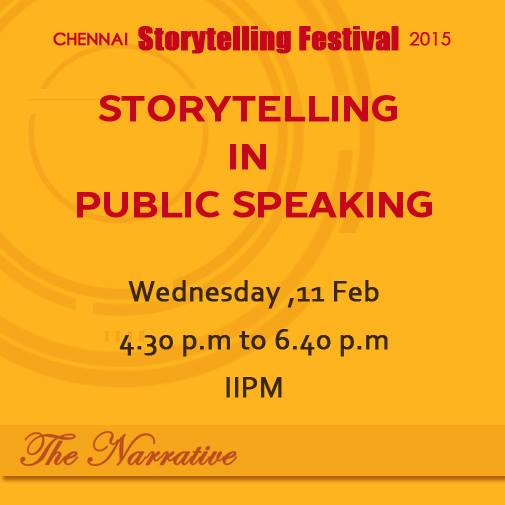 CHENNAI Storytelling Festival 2015
STORYTELLING
IN
PUBLIC SPEAKING
Wednesday ,11 Feb
4.30 p.m to 6.40 p.m
IIPM
The Narrative